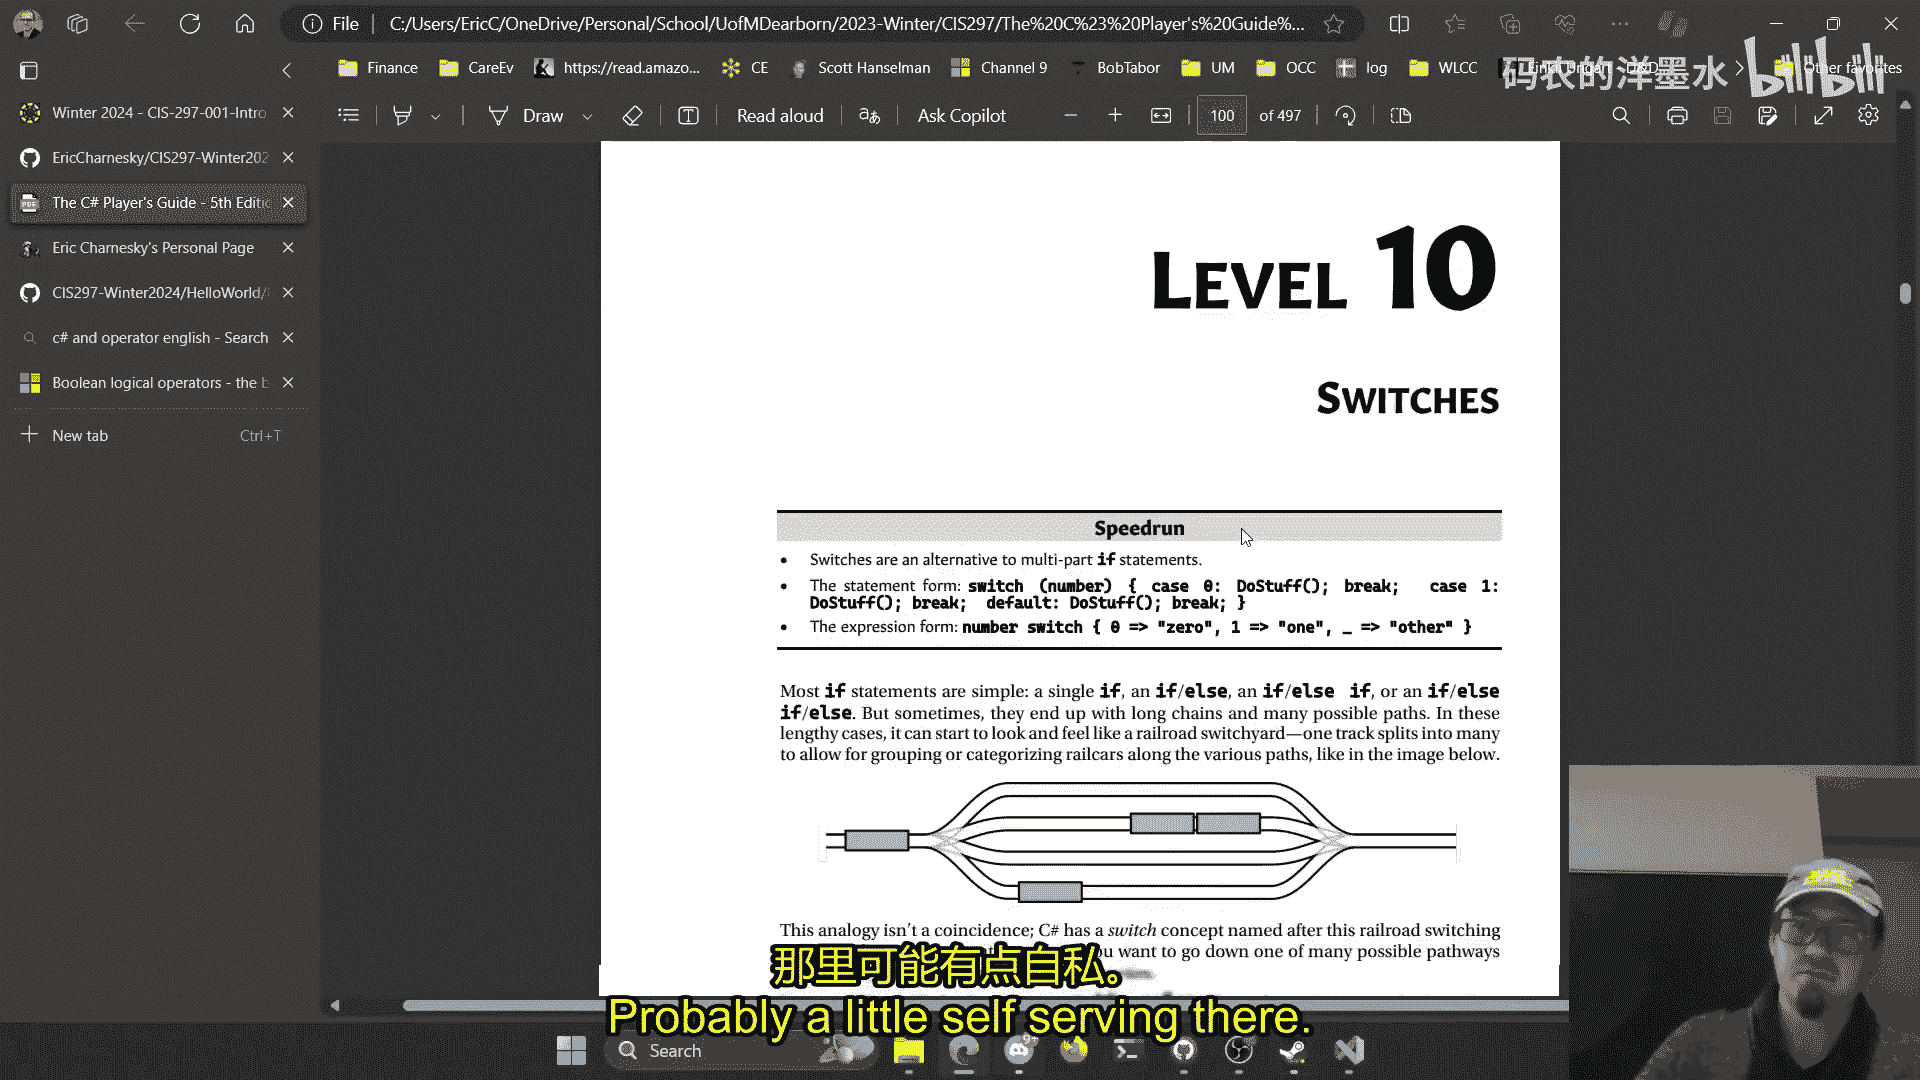 File
C:/Users/EricC/OneDrive/Personal/School/UofMDearborn/2023-Winter/CIS297/The%20C%23%20Player's%20Guide%...
Finance
CareEv
https://read.amazo...
CE
Scott Hanselman
Channel 9
BobTabor
UM
OCC
log
WLCC
Other favorites
码农的洋墨水
bilibili
Winter 2024 - CIS-297-001-Intro
EricCharnesky/CIS297-Winter202
The C# Player's Guide - 5th Editio
Eric Charnesky's Personal Page
CIS297-Winter2024/HelloWorld/
c# and operator english - Search
Boolean logical operators - the b
New tab
Ctrl+T
Draw
Read aloud
aあ
Ask Copilot
100
of 497
LEVEL 10
SWITCHES
Speedrun
• Switches are an alternative to multi-part if statements.
• The statement form: switch (number) { case 0: DoStuff(); break; case 1:
DoStuff(); break; default: DoStuff(); break; }
• The expression form: number switch { 0 => "zero", 1 => "one", _ => "other" }
Most if statements are simple: a single if, an if/else, an if/else if, or an if/else
if/else. But sometimes, they end up with long chains and many possible paths. In these
lengthy cases, it can start to look and feel like a railroad switchyard—one track splits into many
to allow for grouping or categorizing railcars along the various paths, like in the image below.
This analogy isn't a coincidence; C# has a switch concept named after this railroad switching
you want to go down one of many possible pathways
那里可能有点自私。
Probably a little self serving there.
Search
9+